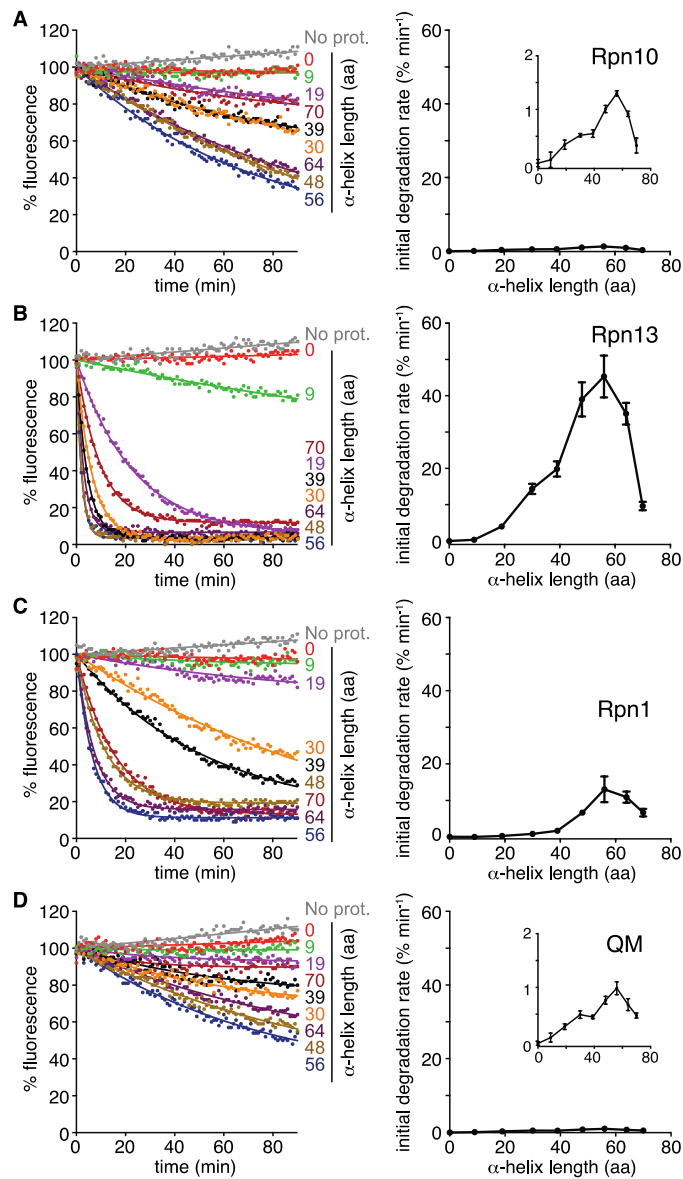 A
120
100
80
60
40
20
0
% fluorescence
0 20 40 60 80
time (min)
No prot.
0
9
19
70
39
30
64
48
56
α-helix length (aa)
60
40
20
0
initial degradation rate (% min⁻¹)
0 20 40 60 80
α-helix length (aa)
Rpn10
2
1
0
0 40 80
B
120
100
80
60
40
20
0
% fluorescence
0 20 40 60 80
time (min)
No prot.
0
9
70
19
39
30
64
48
56
α-helix length (aa)
60
40
20
0
initial degradation rate (% min⁻¹)
0 20 40 60 80
α-helix length (aa)
Rpn13
C
120
100
80
60
40
20
0
% fluorescence
0 20 40 60 80
time (min)
No prot.
0
9
19
30
39
48
70
64
56
α-helix length (aa)
60
40
20
0
initial degradation rate (% min⁻¹)
0 20 40 60 80
α-helix length (aa)
Rpn1
D
120
100
80
60
40
20
0
% fluorescence
0 20 40 60 80
time (min)
No prot.
0
9
19
70
39
30
64
48
56
α-helix length (aa)
60
40
20
0
initial degradation rate (% min⁻¹)
0 20 40 60 80
α-helix length (aa)
QM
2
1
0
0 40 80